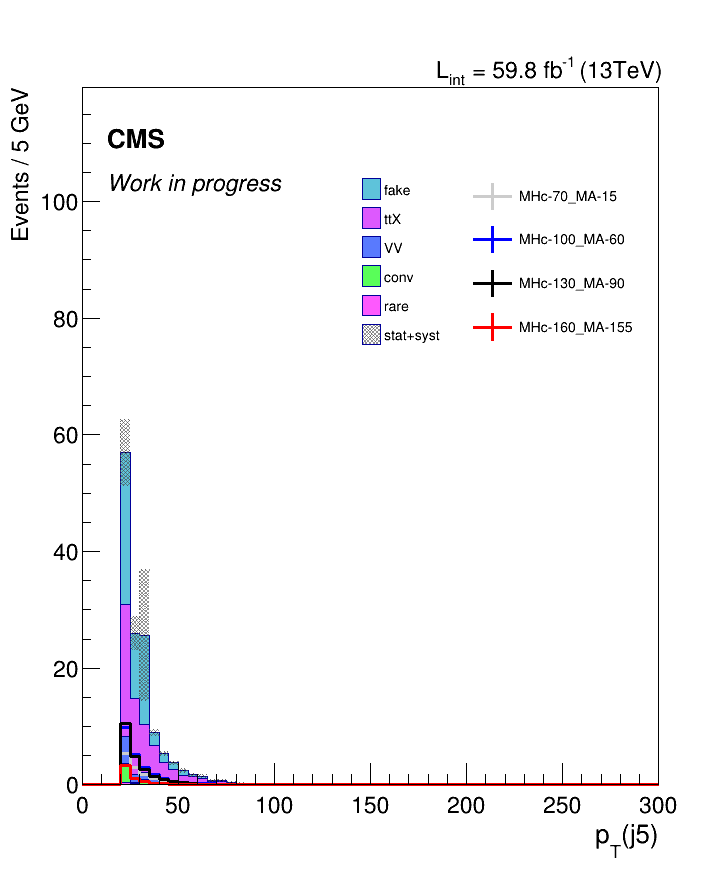 L_int = 59.8 fb^-1 (13TeV)
Events / 5 GeV
CMS
Work in progress
fake
ttX
VV
conv
rare
stat+syst
MHc-70_MA-15
MHc-100_MA-60
MHc-130_MA-90
MHc-160_MA-155
100
80
60
40
20
0
0 50 100 150 200 250 300
p_T(j5)